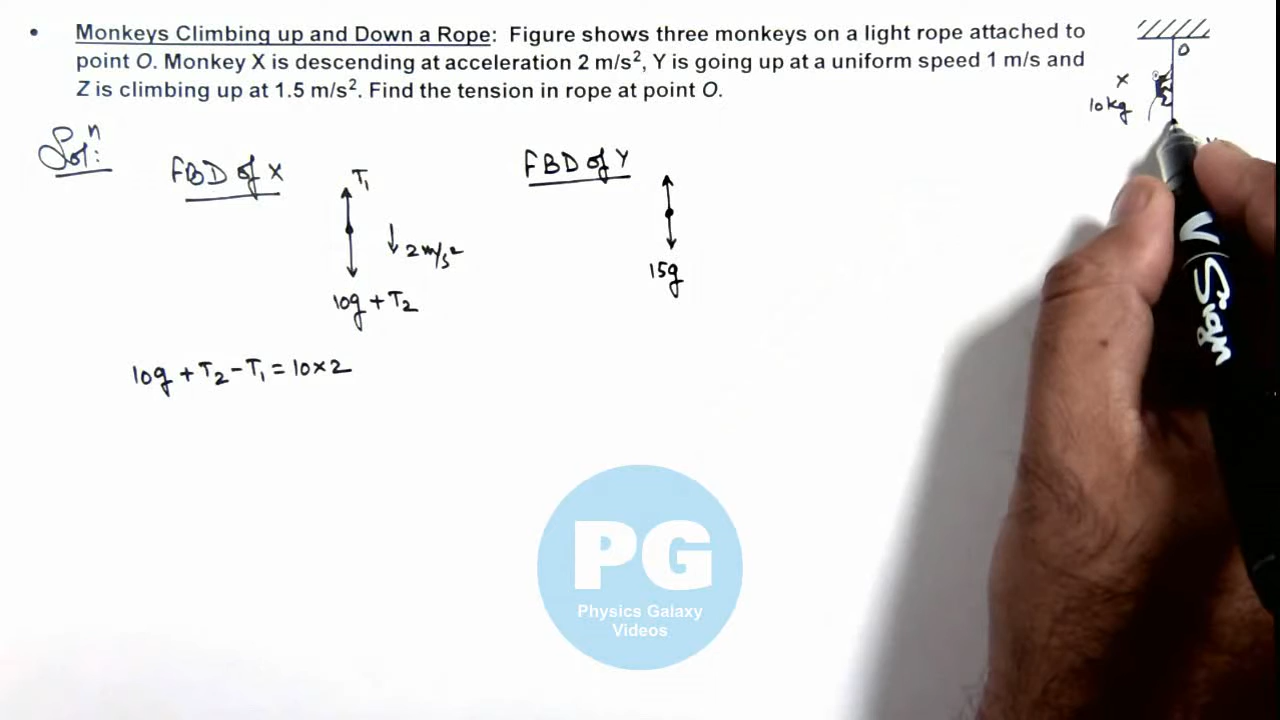 • Monkeys Climbing up and Down a Rope: Figure shows three monkeys on a light rope attached to
point O. Monkey X is descending at acceleration 2 m/s², Y is going up at a uniform speed 1 m/s and
Z is climbing up at 1.5 m/s². Find the tension in rope at point O.
O
X
10kg
Solⁿ:
FBD of X
T₁
2m/s²
10g + T₂
FBD of Y
15g
10g + T₂ - T₁ = 10 × 2
V Sign
PG
Physics Galaxy
Videos